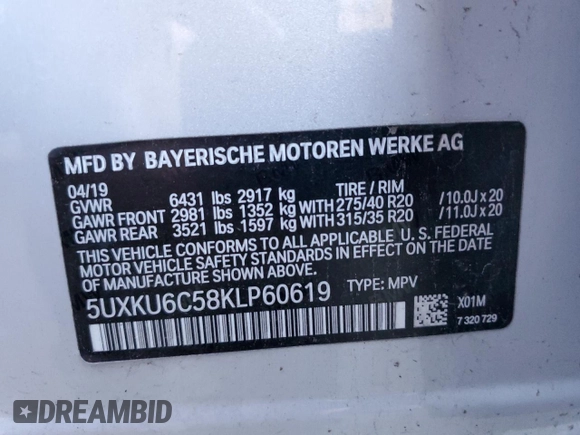 MFD BY BAYERISCHE MOTOREN WERKE AG
04/19 TIRE / RIM
GVWR 6431 lbs 2917 kg
GAWR FRONT 2981 lbs 1352 kg WITH 275/40 R20 /10.0J x 20
GAWR REAR 3521 lbs 1597 kg WITH 315/35 R20 /11.0J x 20
THIS VEHICLE CONFORMS TO ALL APPLICABLE U. S. FEDERAL
MOTOR VEHICLE SAFETY STANDARDS IN EFFECT ON THE DATE
OF MANUFACTURE SHOWN ABOVE.
5UXKU6C58KLP60619 TYPE: MPV
X01M
7 320 729
DREAMBID